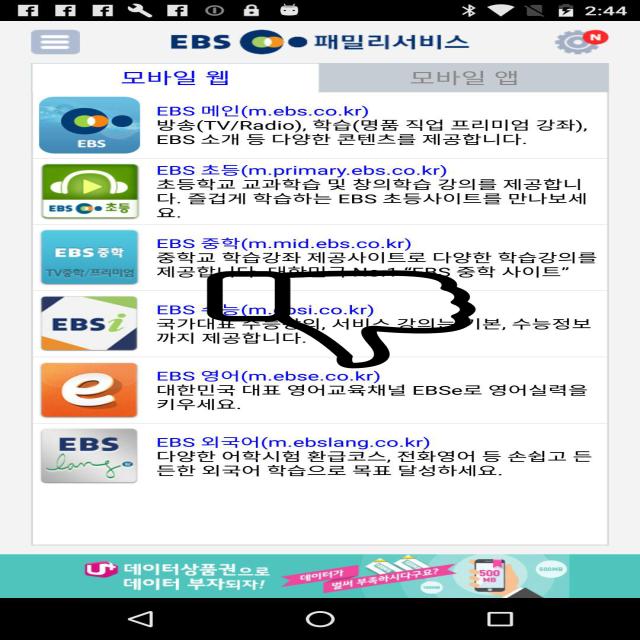 2:44
EBS 패밀리서비스
N
모바일 웹
모바일 앱
EBS
EBS 메인(m.ebs.co.kr)
방송(TV/Radio), 학습(명품 직업 프리미엄 강좌),
EBS 소개 등 다양한 콘텐츠를 제공합니다.
EBS 초등
EBS 초등(m.primary.ebs.co.kr)
초등학교 교과학습 및 창의학습 강의를 제공합니
다. 즐겁게 학습하는 EBS 초등사이트를 만나보세
요.
EBS 중학
TV중학/프리미엄
EBS 중학(m.mid.ebs.co.kr)
중학교 학습강좌 제공사이트로 다양한 학습강의를
제공합니다. 대한민국 No.1 “EBS 중학 사이트”
EBSi
EBS 수능(m.ebsi.co.kr)
국가대표 수능강의, 서비스 강의는 기본, 수능정보
까지 제공합니다.
e
EBS 영어(m.ebse.co.kr)
대한민국 대표 영어교육채널 EBSe로 영어실력을
키우세요.
EBS
lang
EBS 외국어(m.ebslang.co.kr)
다양한 어학시험 환급코스, 전화영어 등 손쉽고 든
든한 외국어 학습으로 목표 달성하세요.
U+ 데이터상품권으로
데이터 부자되자!
데이터가
벌써 부족하시다구요?
500
MB
500MB